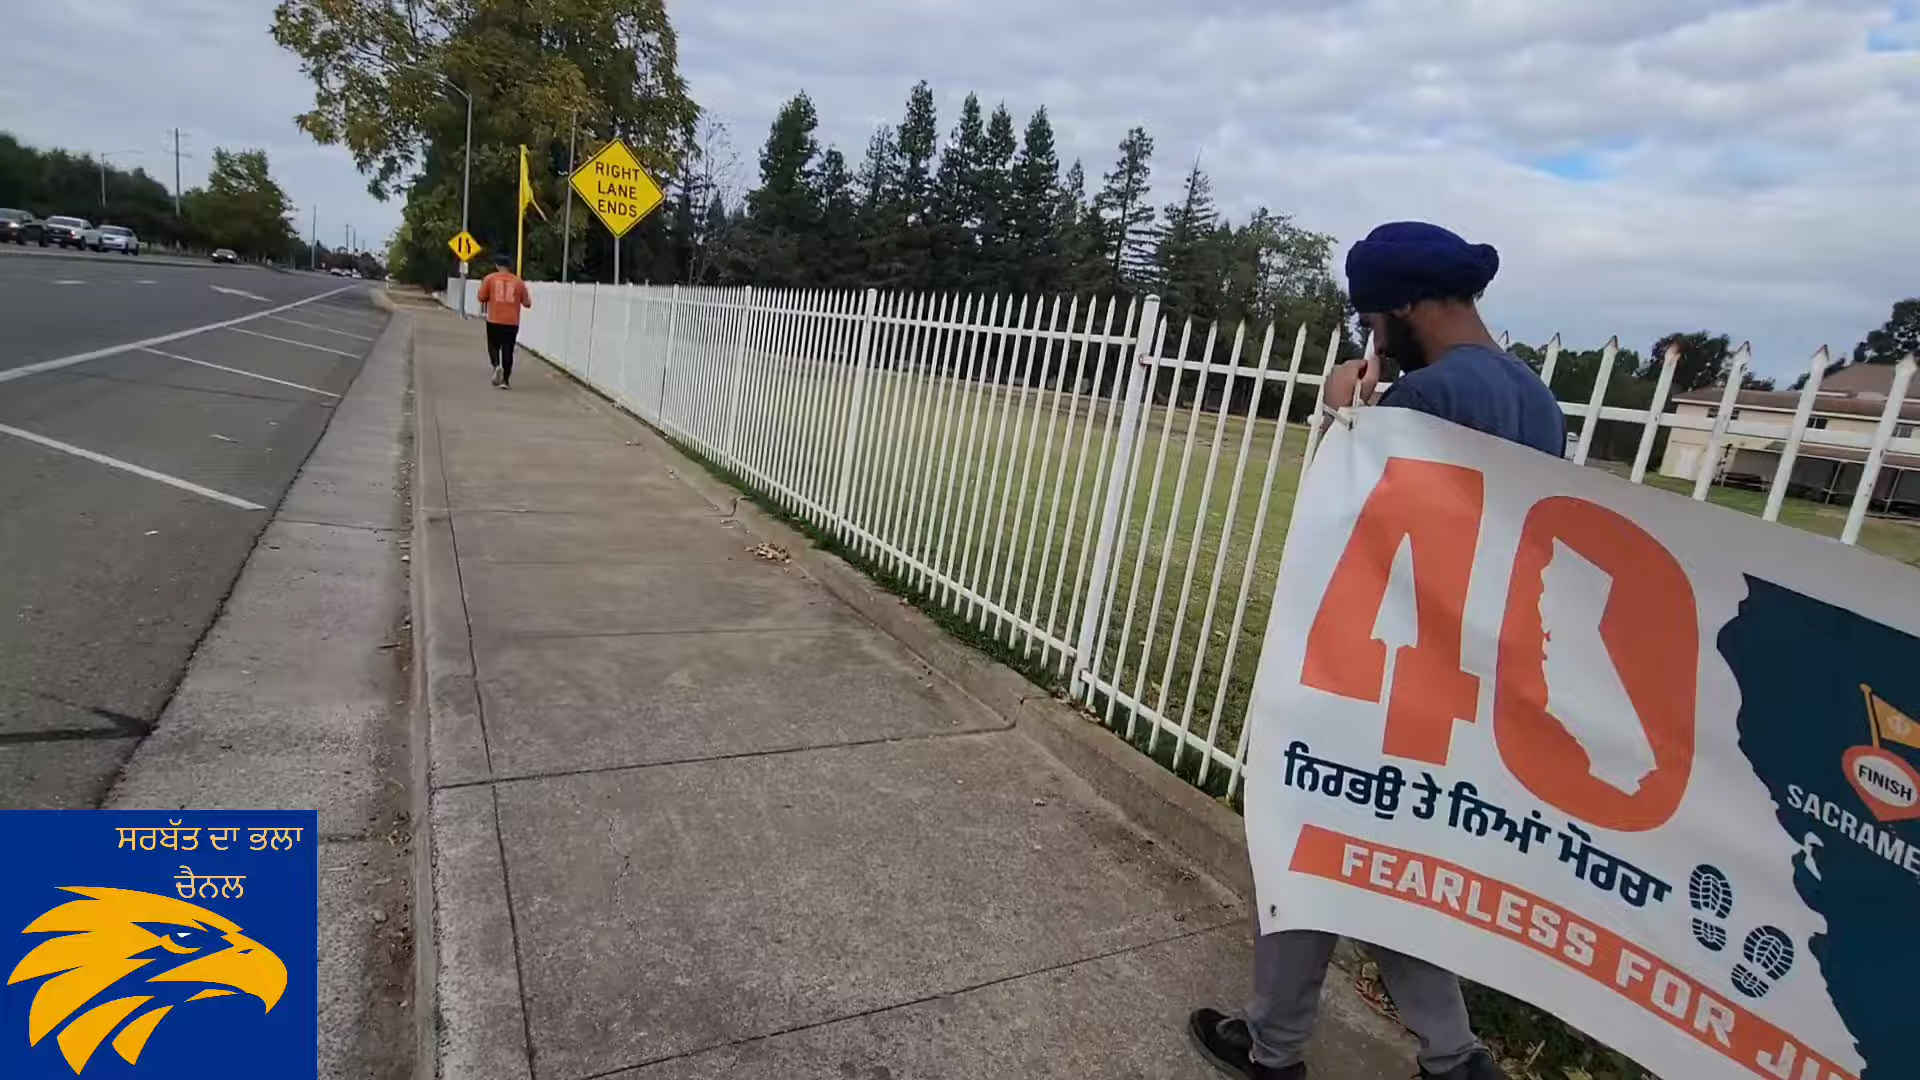 RIGHT
LANE
ENDS
40
ਨਿਰਭਉ ਤੇ ਨਿਆਂ ਮੋਰਚਾ
FEARLESS FOR
FINISH
ਸਰਬੱਤ ਦਾ ਭਲਾ
ਚੈਨਲ